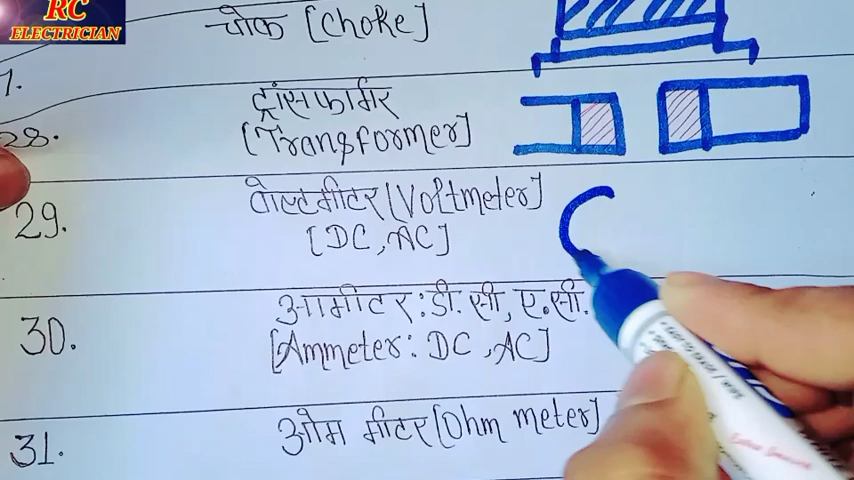 RC
ELECTRICIAN
चोक [Choke]
ट्रांसफार्मर
28.
[Transformer]
29.
वोल्टमीटर [Voltmeter]
[DC, AC]
30.
आमीटर: डी. सी, ए. सी.
[Ammeter: DC, AC]
31.
ओम मीटर [Ohm meter]